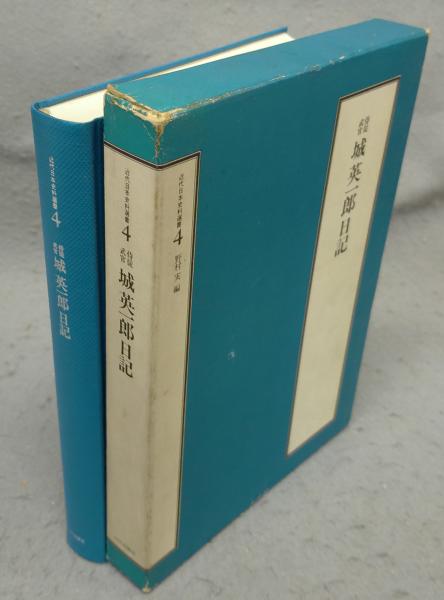 侍従
武官 城英一郎日記
近代日本史料選書 4
侍従
武官 城英一郎日記
野村実 編
近代日本史料選書 4
侍従
武官 城英一郎日記